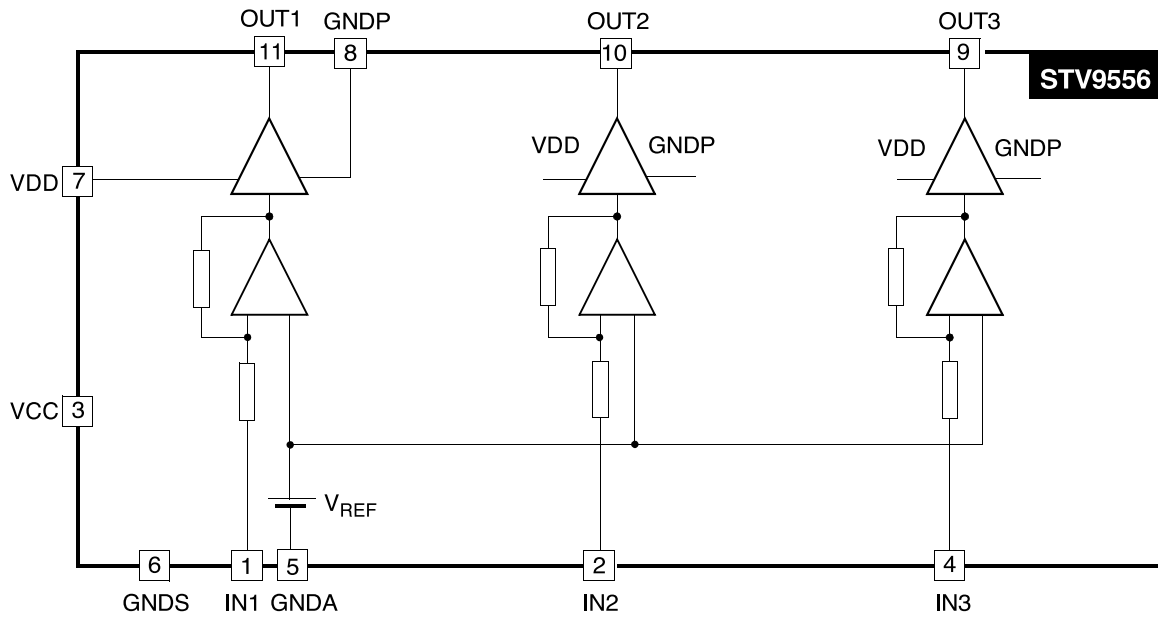 OUT1 GNDP OUT2 OUT3
11 8 10 9
STV9556
VDD GNDP VDD GNDP
VDD 7
VCC 3
VREF
6 1 5 2 4
GNDS IN1 GNDA IN2 IN3